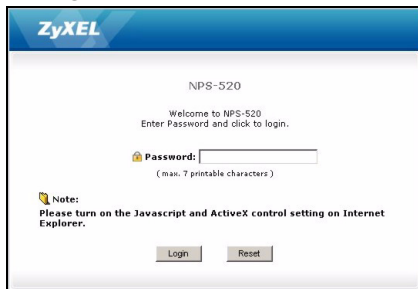 ZyXEL
NPS-520
Welcome to NPS-520
Enter Password and click to login.
Password:
( max. 7 printable characters )
Note:
Please turn on the Javascript and ActiveX control setting on Internet
Explorer.
Login Reset